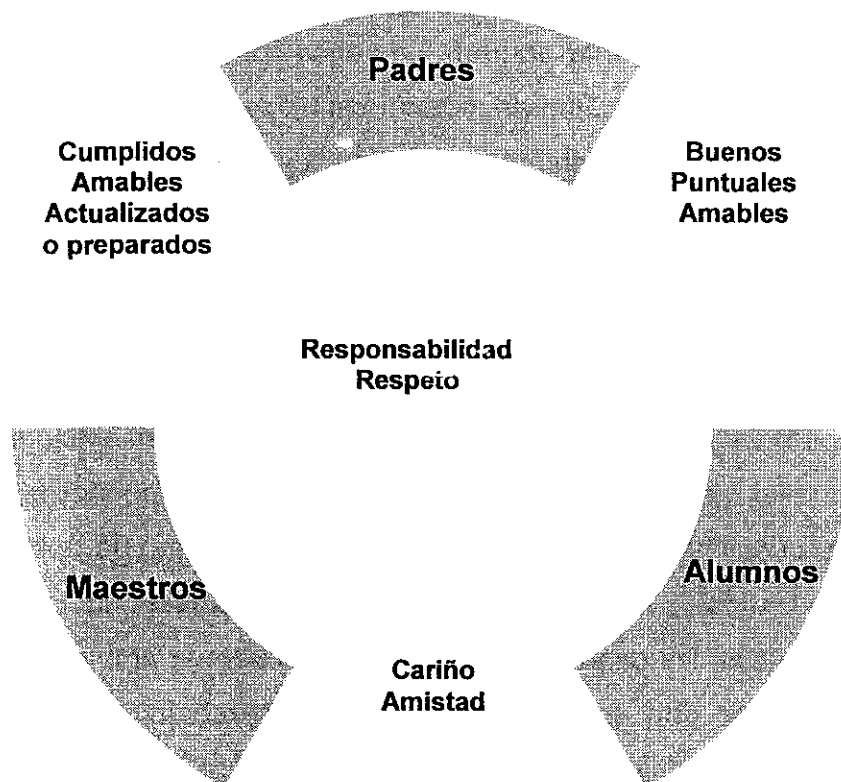 Padres
Cumplidos
Amables
Actualizados
o preparados
Buenos
Puntuales
Amables
Responsabilidad
Respeto
Maestros
Alumnos
Cariño
Amistad